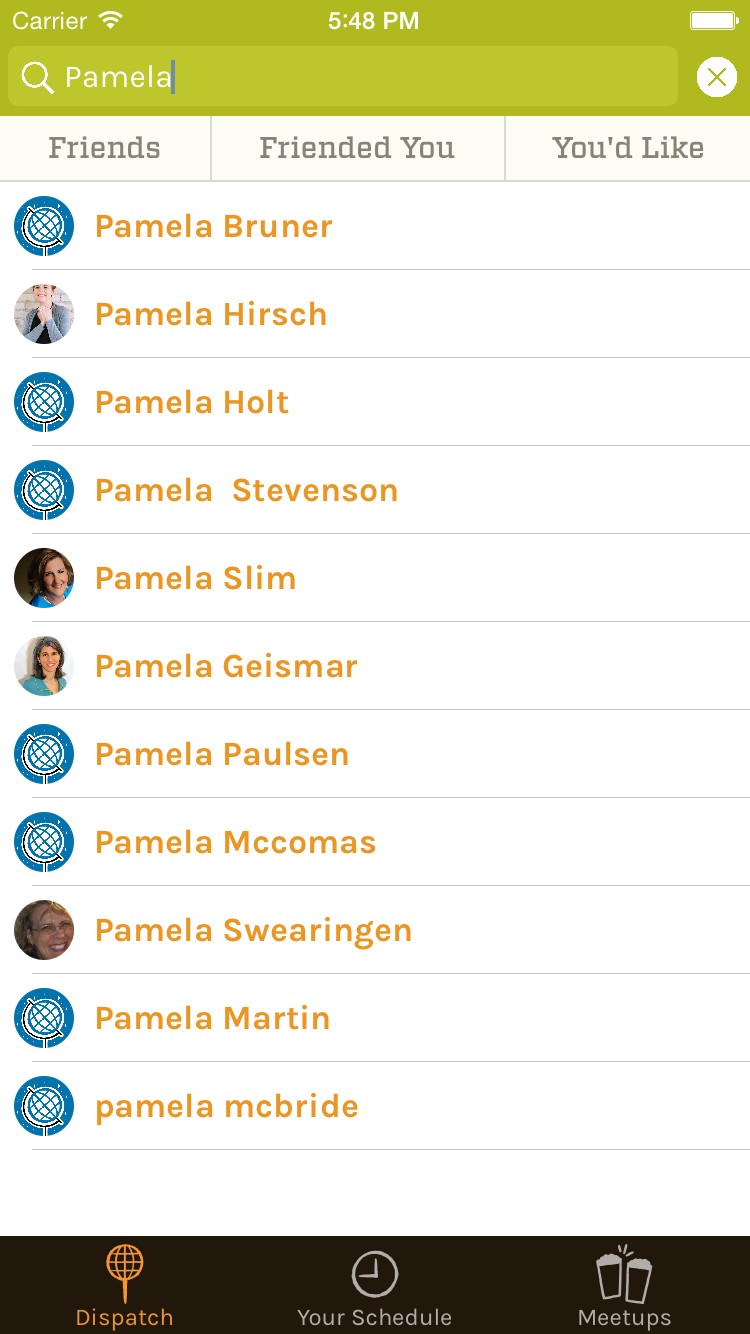 Carrier 5:48 PM
Pamela
Friends Friended You You'd Like
Pamela Bruner
Pamela Hirsch
Pamela Holt
Pamela  Stevenson
Pamela Slim
Pamela Geismar
Pamela Paulsen
Pamela Mccomas
Pamela Swearingen
Pamela Martin
pamela mcbride
Dispatch Your Schedule Meetups